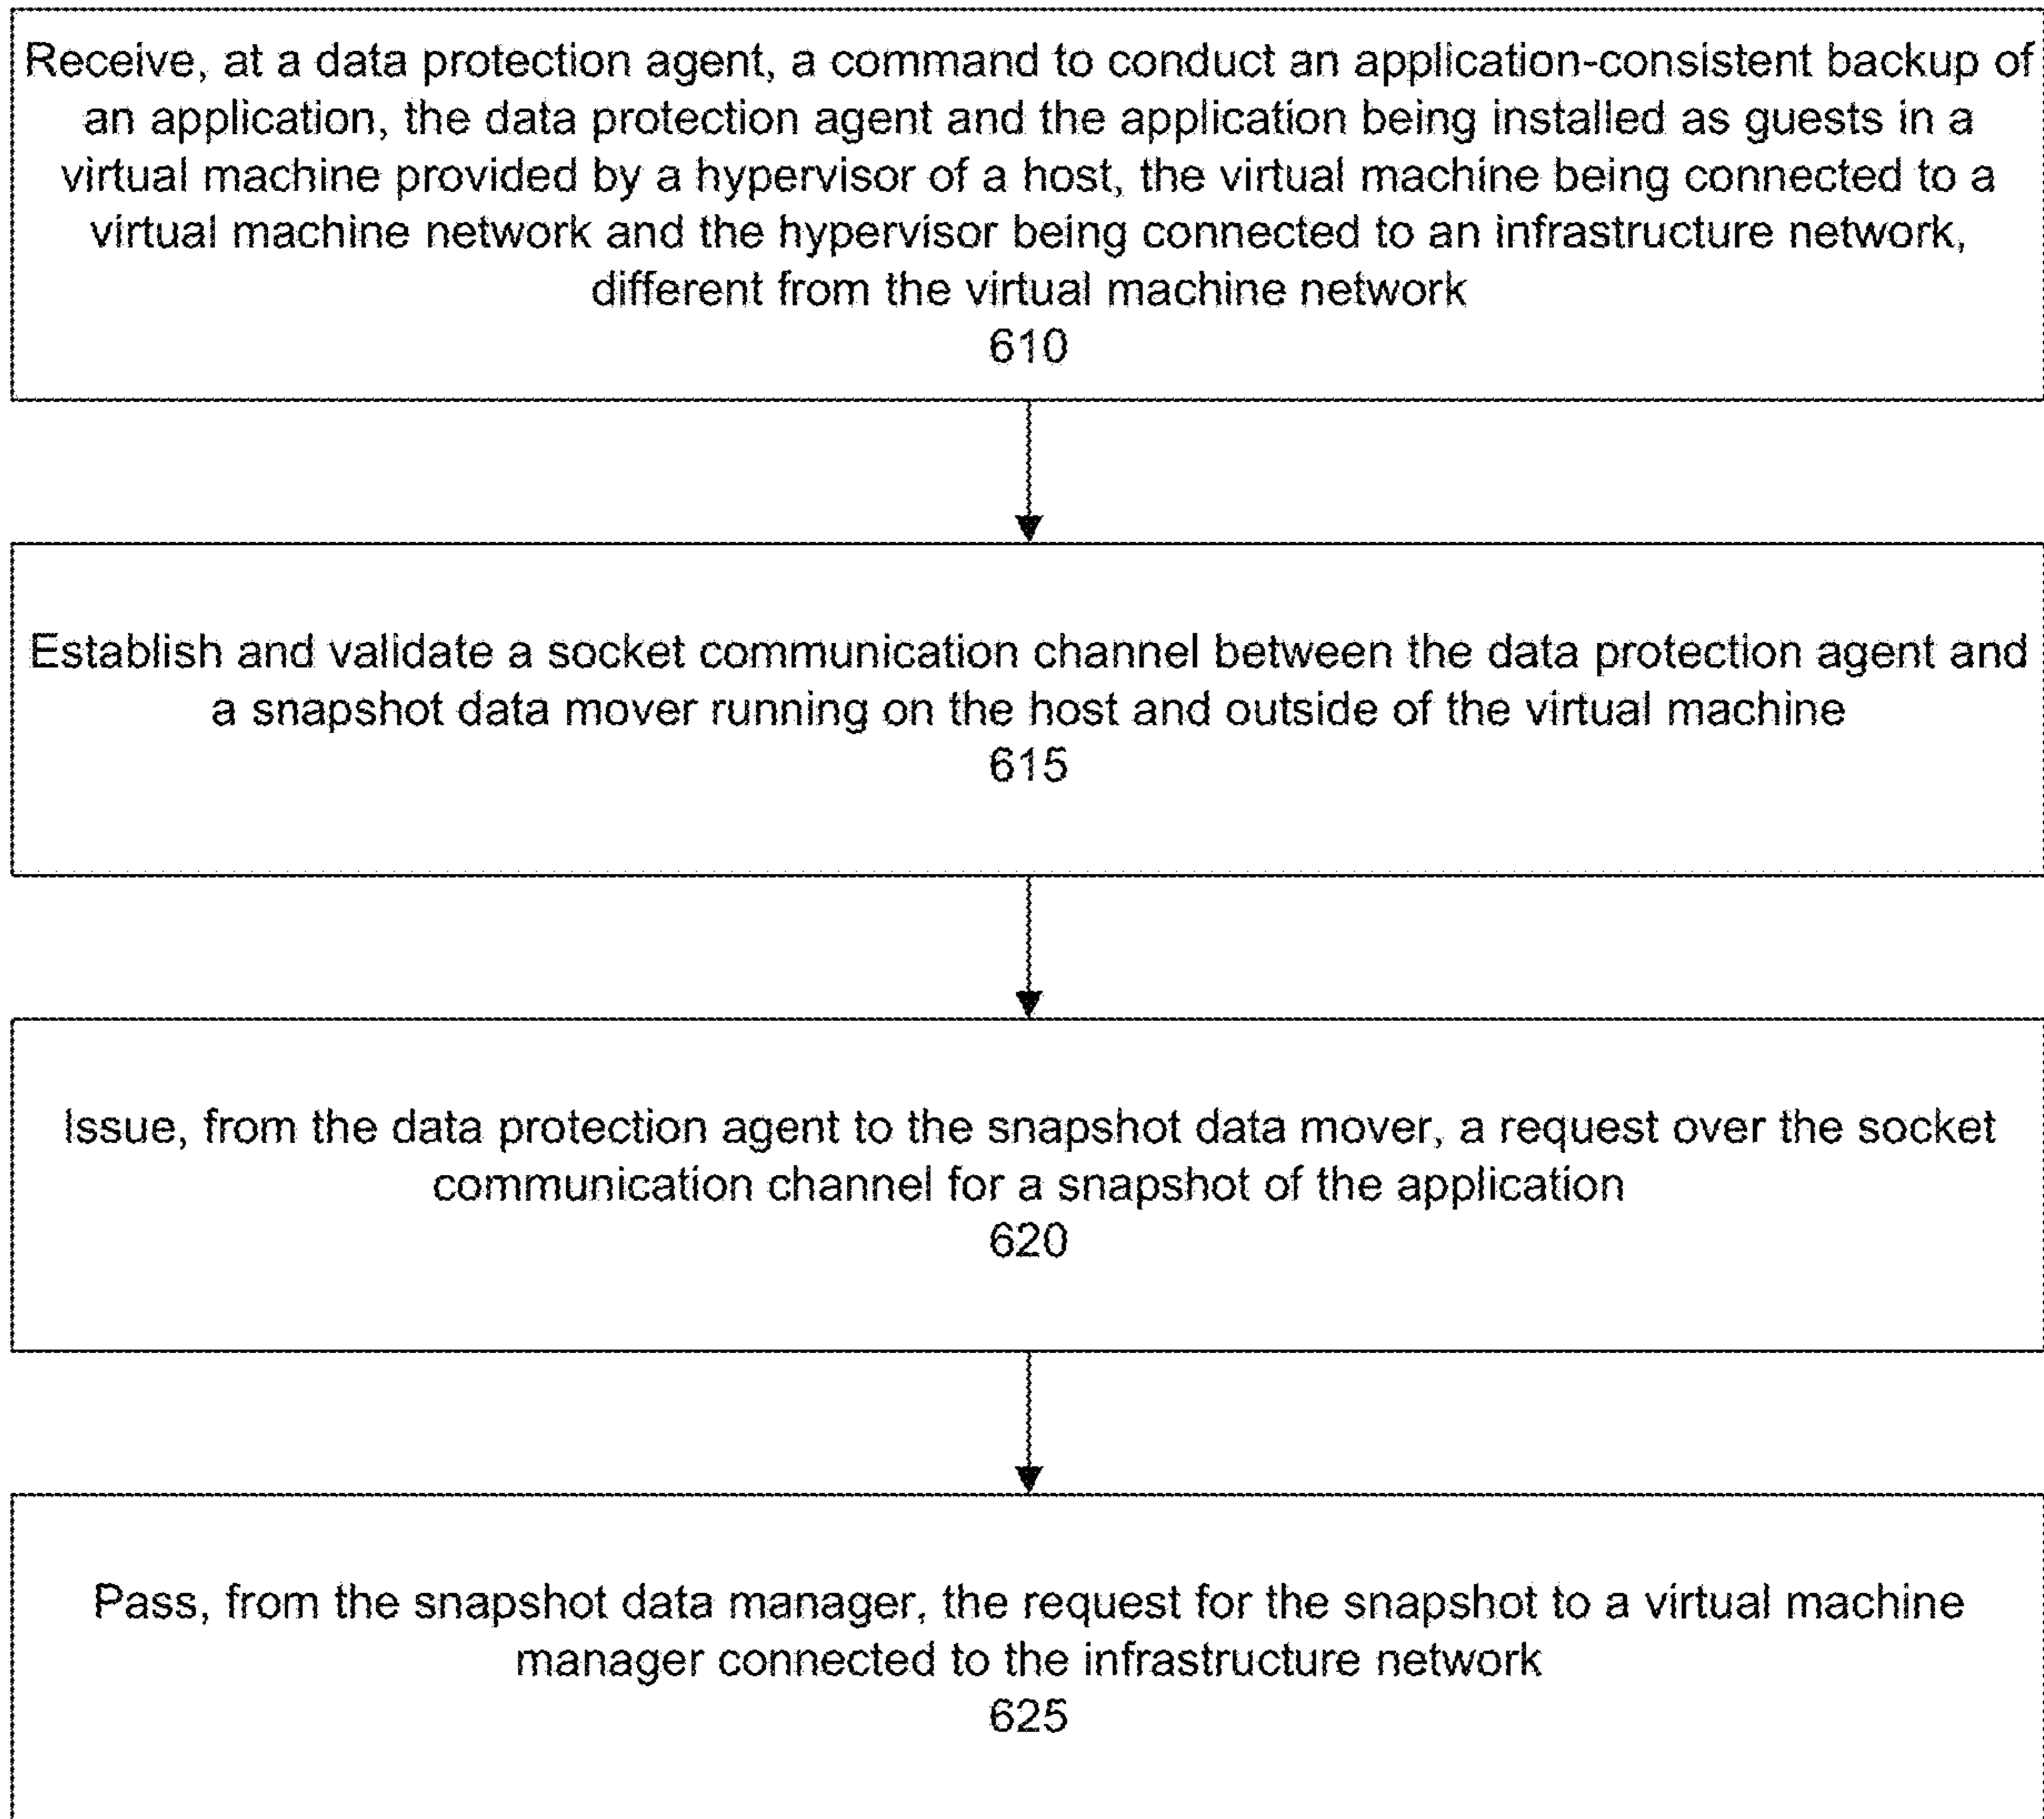 Receive, at a data protection agent, a command to conduct an application-consistent backup of
an application, the data protection agent and the application being installed as guests in a
virtual machine provided by a hypervisor of a host, the virtual machine being connected to a
virtual machine network and the hypervisor being connected to an infrastructure network,
different from the virtual machine network
610
Establish and validate a socket communication channel between the data protection agent and
a snapshot data mover running on the host and outside of the virtual machine
615
Issue, from the data protection agent to the snapshot data mover, a request over the socket
communication channel for a snapshot of the application
620
Pass, from the snapshot data manager, the request for the snapshot to a virtual machine
manager connected to the infrastructure network
625